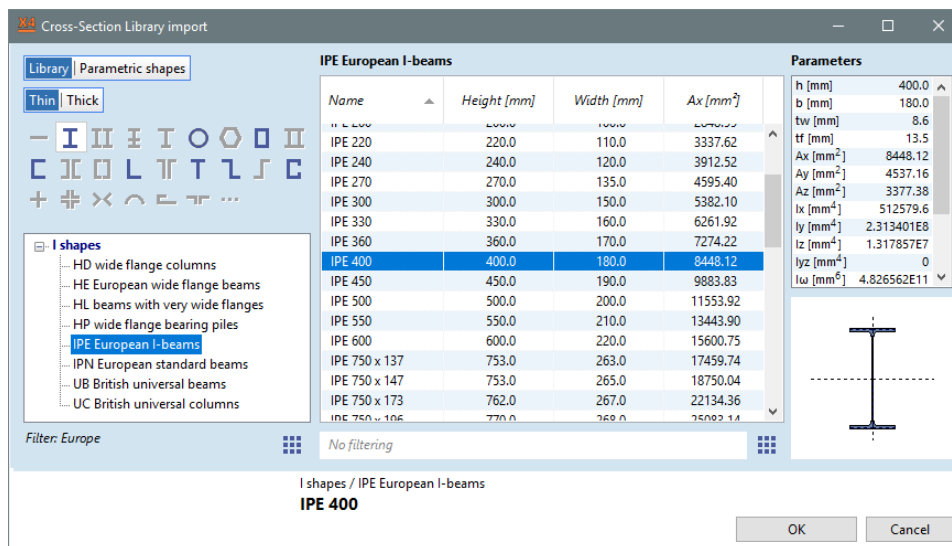 X4 Cross-Section Library import
Library Parametric shapes
Thin Thick
I shapes
HD wide flange columns
HE European wide flange beams
HL beams with very wide flanges
HP wide flange bearing piles
IPE European I-beams
IPN European standard beams
UB British universal beams
UC British universal columns
Filter: Europe
IPE European I-beams
Name Height [mm] Width [mm] Ax [mm²]
IPE 220 220.0 110.0 3337.62
IPE 240 240.0 120.0 3912.52
IPE 270 270.0 135.0 4595.40
IPE 300 300.0 150.0 5382.10
IPE 330 330.0 160.0 6261.92
IPE 360 360.0 170.0 7274.22
IPE 400 400.0 180.0 8448.12
IPE 450 450.0 190.0 9883.83
IPE 500 500.0 200.0 11553.92
IPE 550 550.0 210.0 13443.90
IPE 600 600.0 220.0 15600.75
IPE 750 x 137 753.0 263.0 17459.74
IPE 750 x 147 753.0 265.0 18750.04
IPE 750 x 173 762.0 267.0 22134.36
IPE 750 x 196 770.0 268.0 25083.14
No filtering
Parameters
h [mm] 400.0
b [mm] 180.0
tw [mm] 8.6
tf [mm] 13.5
Ax [mm²] 8448.12
Ay [mm²] 4537.16
Az [mm²] 3377.38
Ix [mm⁴] 512579.6
Iy [mm⁴] 2.313401E8
Iz [mm⁴] 1.317857E7
Iyz [mm⁴] 0
Iω [mm⁶] 4.826562E11
I shapes / IPE European I-beams
IPE 400
OK Cancel